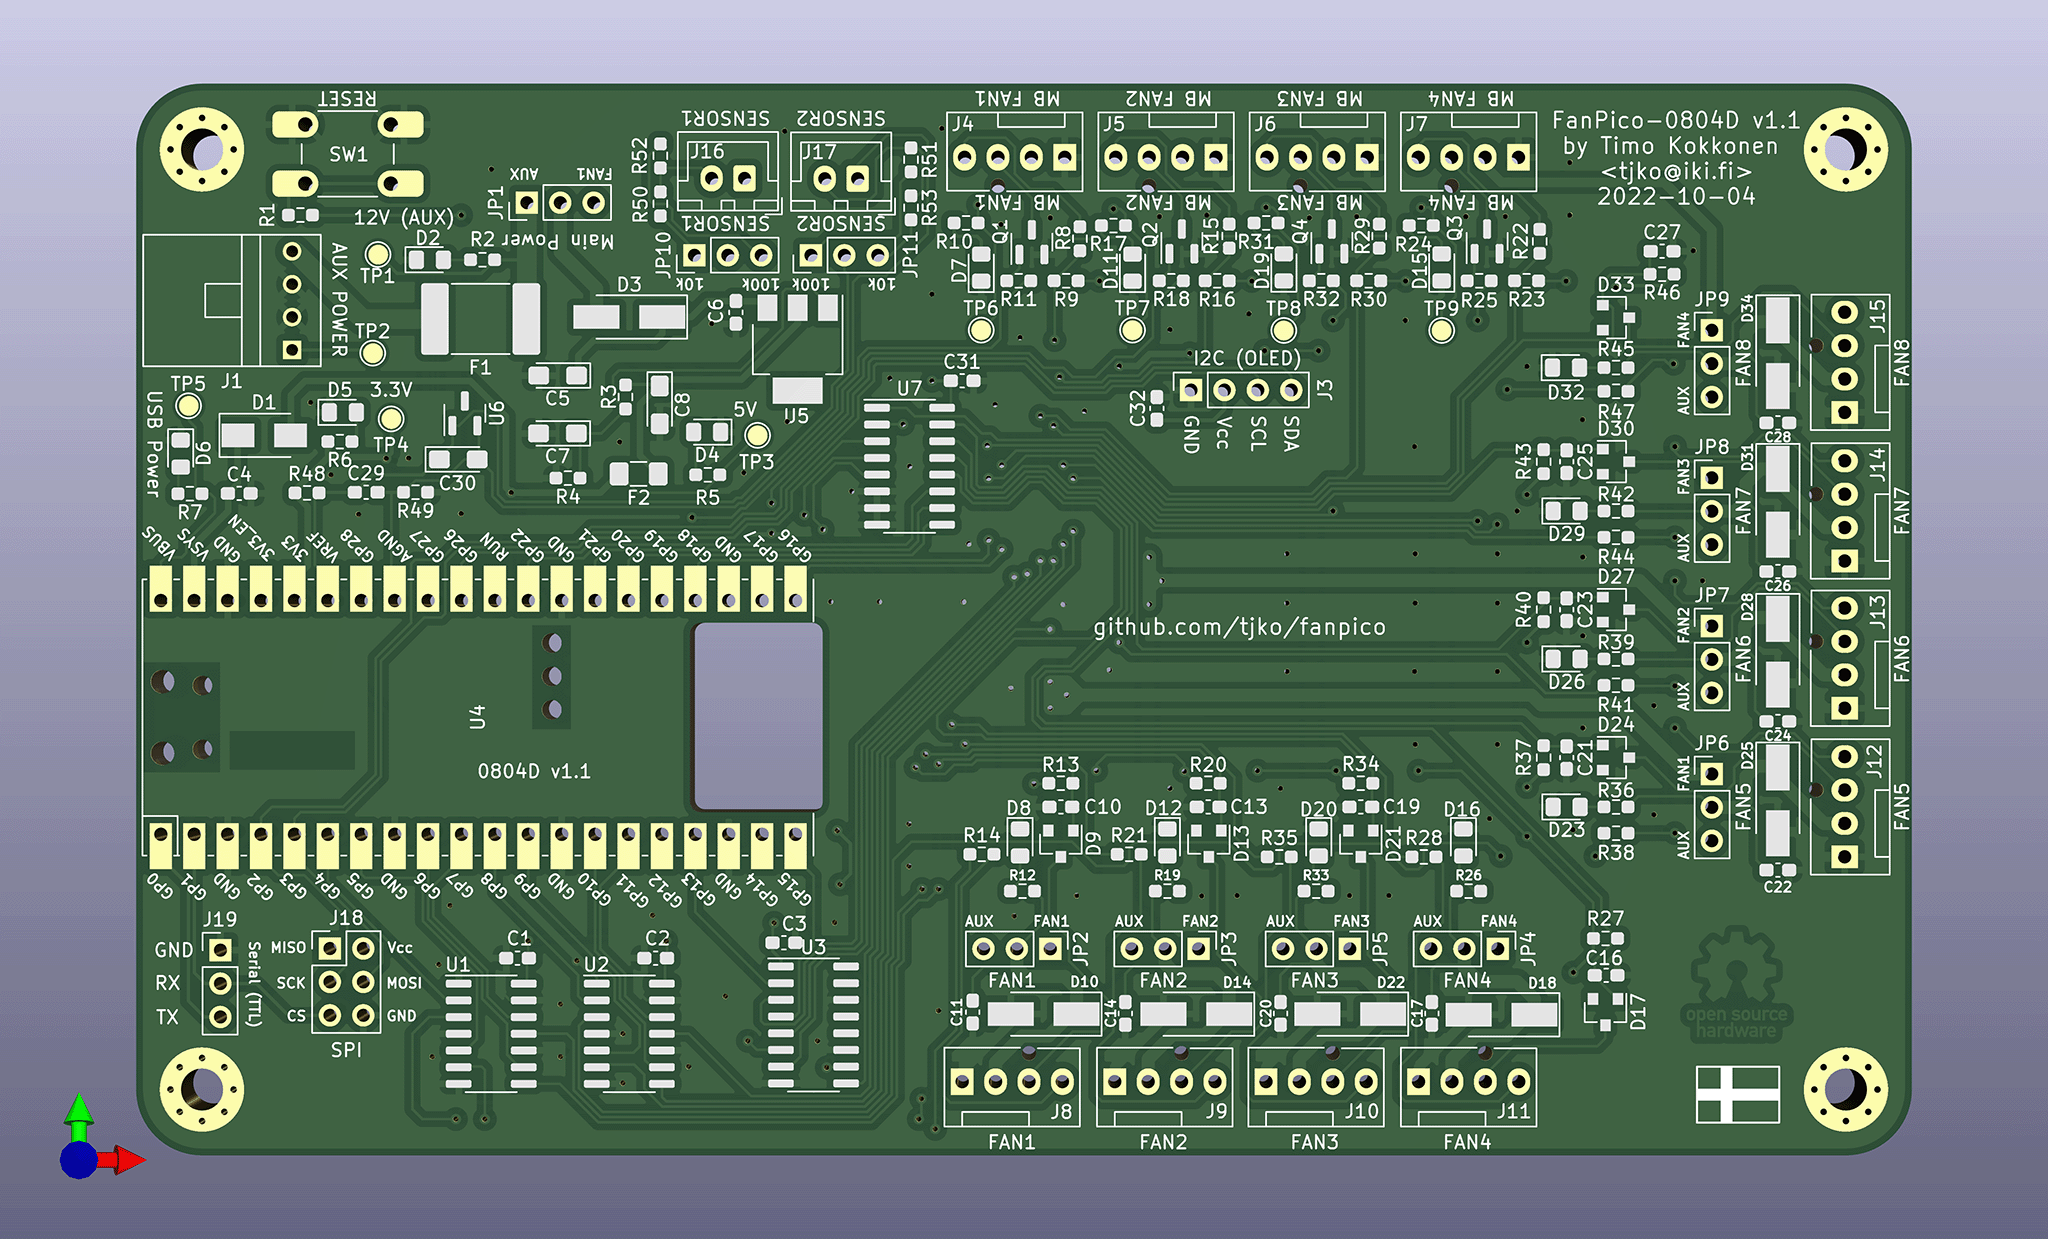 RESET
SW1
R1
12V (AUX)
TP1
D2
R2
AUX POWER
J1
TP2
F1
AUX
FAN1
JP1
Main Power
D3
C6
U5
SENSOR1
J16
R52
R50
SENSOR1
JP10
10k
100k
SENSOR2
J17
R51
R53
SENSOR2
JP11
100k
10k
MB FAN1
J4
MB FAN1
MB FAN2
J5
MB FAN2
MB FAN3
J6
MB FAN3
MB FAN4
J7
MB FAN4
FanPico-0804D v1.1
by Timo Kokkonen
<tjko@iki.fi>
2022-10-04
R10
Q1
R8
D7
R11
R9
TP6
R17
Q2
R15
D11
R18
R16
TP7
R31
Q4
R29
D19
R32
R30
TP8
R24
Q3
R22
D15
R25
R23
TP9
C27
R46
D33
R45
D32
R47
JP9
FAN4
AUX
FAN8
D34
C28
J15
FAN8
TP5
USB Power
D6
D1
C4
R7
D5
3.3V
TP4
R6
R48
C29
R49
U6
C30
C5
C7
R4
R3
C8
F2
5V
D4
R5
TP3
U7
C31
I2C (OLED)
C32
J3
GND
Vcc
SCL
SDA
D30
R43
C25
R42
D29
R44
JP8
FAN3
AUX
FAN7
D31
C26
J14
FAN7
VBUS
VSYS
GND
3V3_EN
3V3
VREF
GP28
AGND
GP27
GP26
RUN
GP22
GND
GP21
GP20
GP19
GP18
GND
GP17
GP16
U4
0804D v1.1
github.com/tjko/fanpico
D27
R40
C23
R39
D26
R41
JP7
FAN2
AUX
FAN6
D28
C24
J13
FAN6
D24
R37
C21
R36
D23
R38
JP6
FAN1
AUX
FAN5
D25
C22
J12
FAN5
GP0
GP1
GND
GP2
GP3
GP4
GP5
GND
GP6
GP7
GP8
GP9
GND
GP10
GP11
GP12
GP13
GND
GP14
GP15
R13
C10
D8
D9
R14
R12
R20
C13
D12
D13
R21
R19
R34
C19
D20
D21
R35
R33
D16
R28
R26
J19
GND
RX
TX
Serial (TTL)
J18
MISO
Vcc
SCK
MOSI
CS
GND
SPI
U1
C1
U2
C2
U3
C3
AUX
FAN1
JP2
FAN1
D10
C11
AUX
FAN2
JP3
FAN2
D14
C14
AUX
FAN3
JP5
FAN3
D22
C20
AUX
FAN4
JP4
FAN4
D18
C17
R27
C16
D17
open source
hardware
J8
FAN1
J9
FAN2
J10
FAN3
J11
FAN4